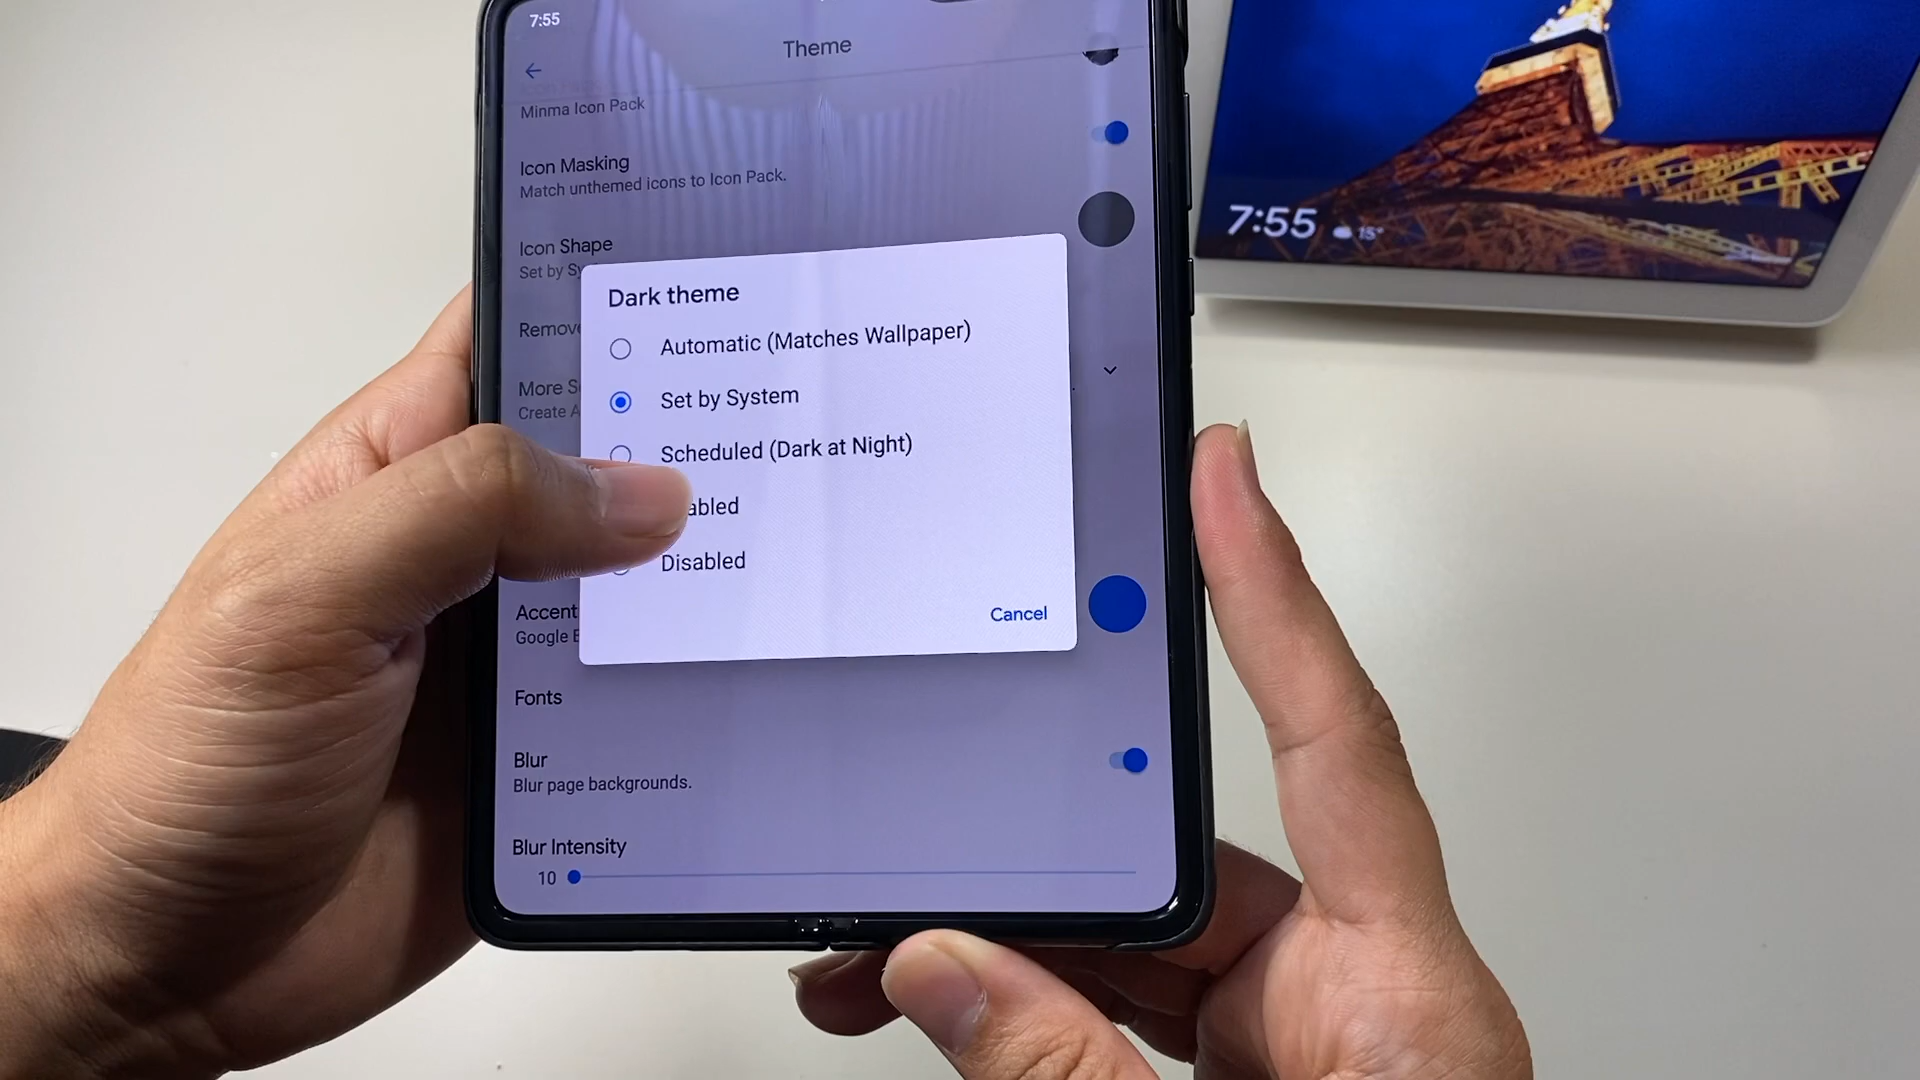 7:55
Theme
Minma Icon Pack
Icon Masking
Match unthemed icons to Icon Pack.
Icon Shape
Set by Sy
Remove
More S
Create A
Dark theme
Automatic (Matches Wallpaper)
Set by System
Scheduled (Dark at Night)
abled
Disabled
Cancel
Accent
Google B
Fonts
Blur
Blur page backgrounds.
Blur Intensity
10
7:55
15°